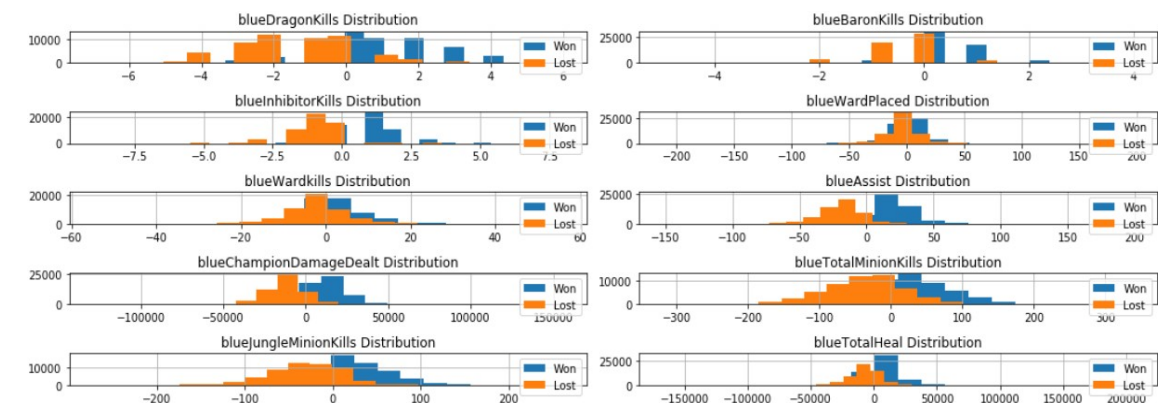 blueDragonKills Distribution
10000
0
Won
Lost
−6 −4 −2 0 2 4 6
blueBaronKills Distribution
25000
0
Won
Lost
−4 −2 0 2 4
blueInhibitorKills Distribution
20000
0
Won
Lost
−7.5 −5.0 −2.5 0.0 2.5 5.0 7.5
blueWardPlaced Distribution
25000
0
Won
Lost
−200 −150 −100 −50 0 50 100 150 200
blueWardkills Distribution
20000
0
Won
Lost
−60 −40 −20 0 20 40 60
blueAssist Distribution
25000
0
Won
Lost
−150 −100 −50 0 50 100 150 200
blueChampionDamageDealt Distribution
25000
0
Won
Lost
−100000 −50000 0 50000 100000 150000
blueTotalMinionKills Distribution
10000
0
Won
Lost
−300 −200 −100 0 100 200 300
blueJungleMinionKills Distribution
10000
0
Won
Lost
−200 −100 0 100 200
blueTotalHeal Distribution
25000
0
Won
Lost
−150000 −100000 −50000 0 50000 100000 150000 200000